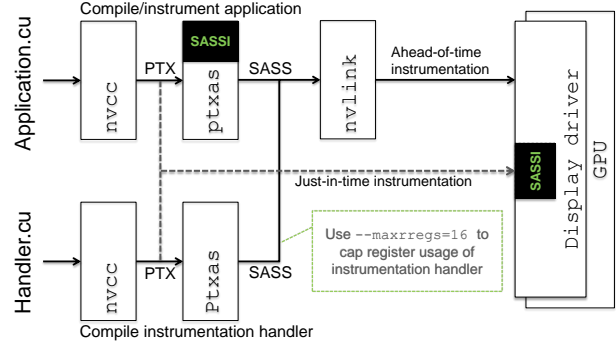 Compile/instrument application
Application.cu
nvcc
PTX
SASSI
ptxas
SASS
nvlink
Ahead-of-time
instrumentation
Display driver
GPU
SASSI
Just-in-time instrumentation
Handler.cu
nvcc
PTX
Ptxas
SASS
Use --maxrregs=16 to
cap register usage of
instrumentation handler
Compile instrumentation handler